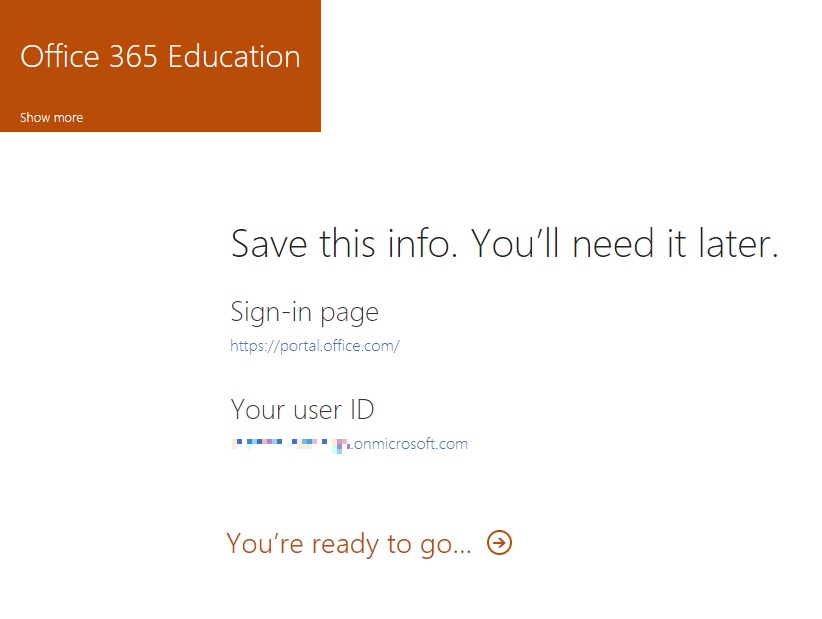 Office 365 Education
Show more
Save this info. You’ll need it later.
Sign-in page
https://portal.office.com/
Your user ID
.onmicrosoft.com
You’re ready to go...